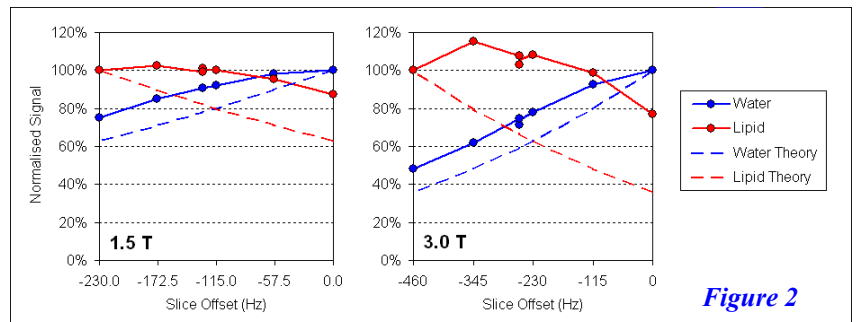 Normalised Signal
120%
100%
80%
60%
40%
20%
0%
1.5 T
-230.0 -172.5 -115.0 -57.5 0.0
Slice Offset (Hz)
120%
100%
80%
60%
40%
20%
0%
3.0 T
-460 -345 -230 -115 0
Slice Offset (Hz)
Water
Lipid
Water Theory
Lipid Theory
Figure 2